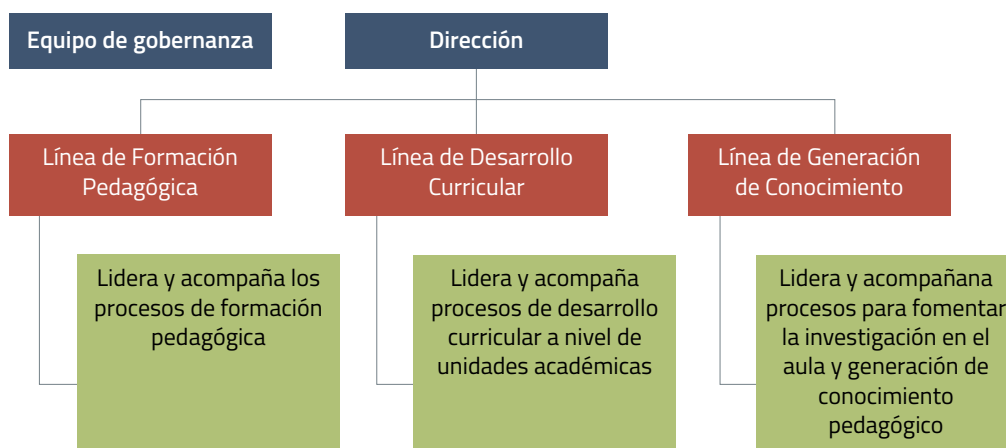 Equipo de gobernanza
Dirección
Línea de Formación
Pedagógica
Línea de Desarrollo
Curricular
Línea de Generación
de Conocimiento
Lidera y acompaña los
procesos de formación
pedagógica
Lidera y acompaña
procesos de desarrollo
curricular a nivel de
unidades académicas
Lidera y acompañana
procesos para fomentar
la investigación en el
aula y generación de
conocimiento
pedagógico